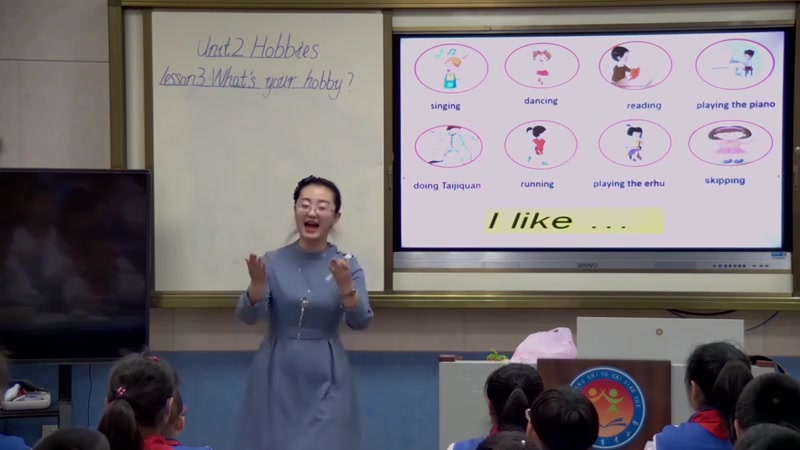 Unit2 Hobbies
lesson3 What's your hobby?
singing
dancing
reading
playing the piano
doing Taijiquan
running
playing the erhu
skipping
I like ...